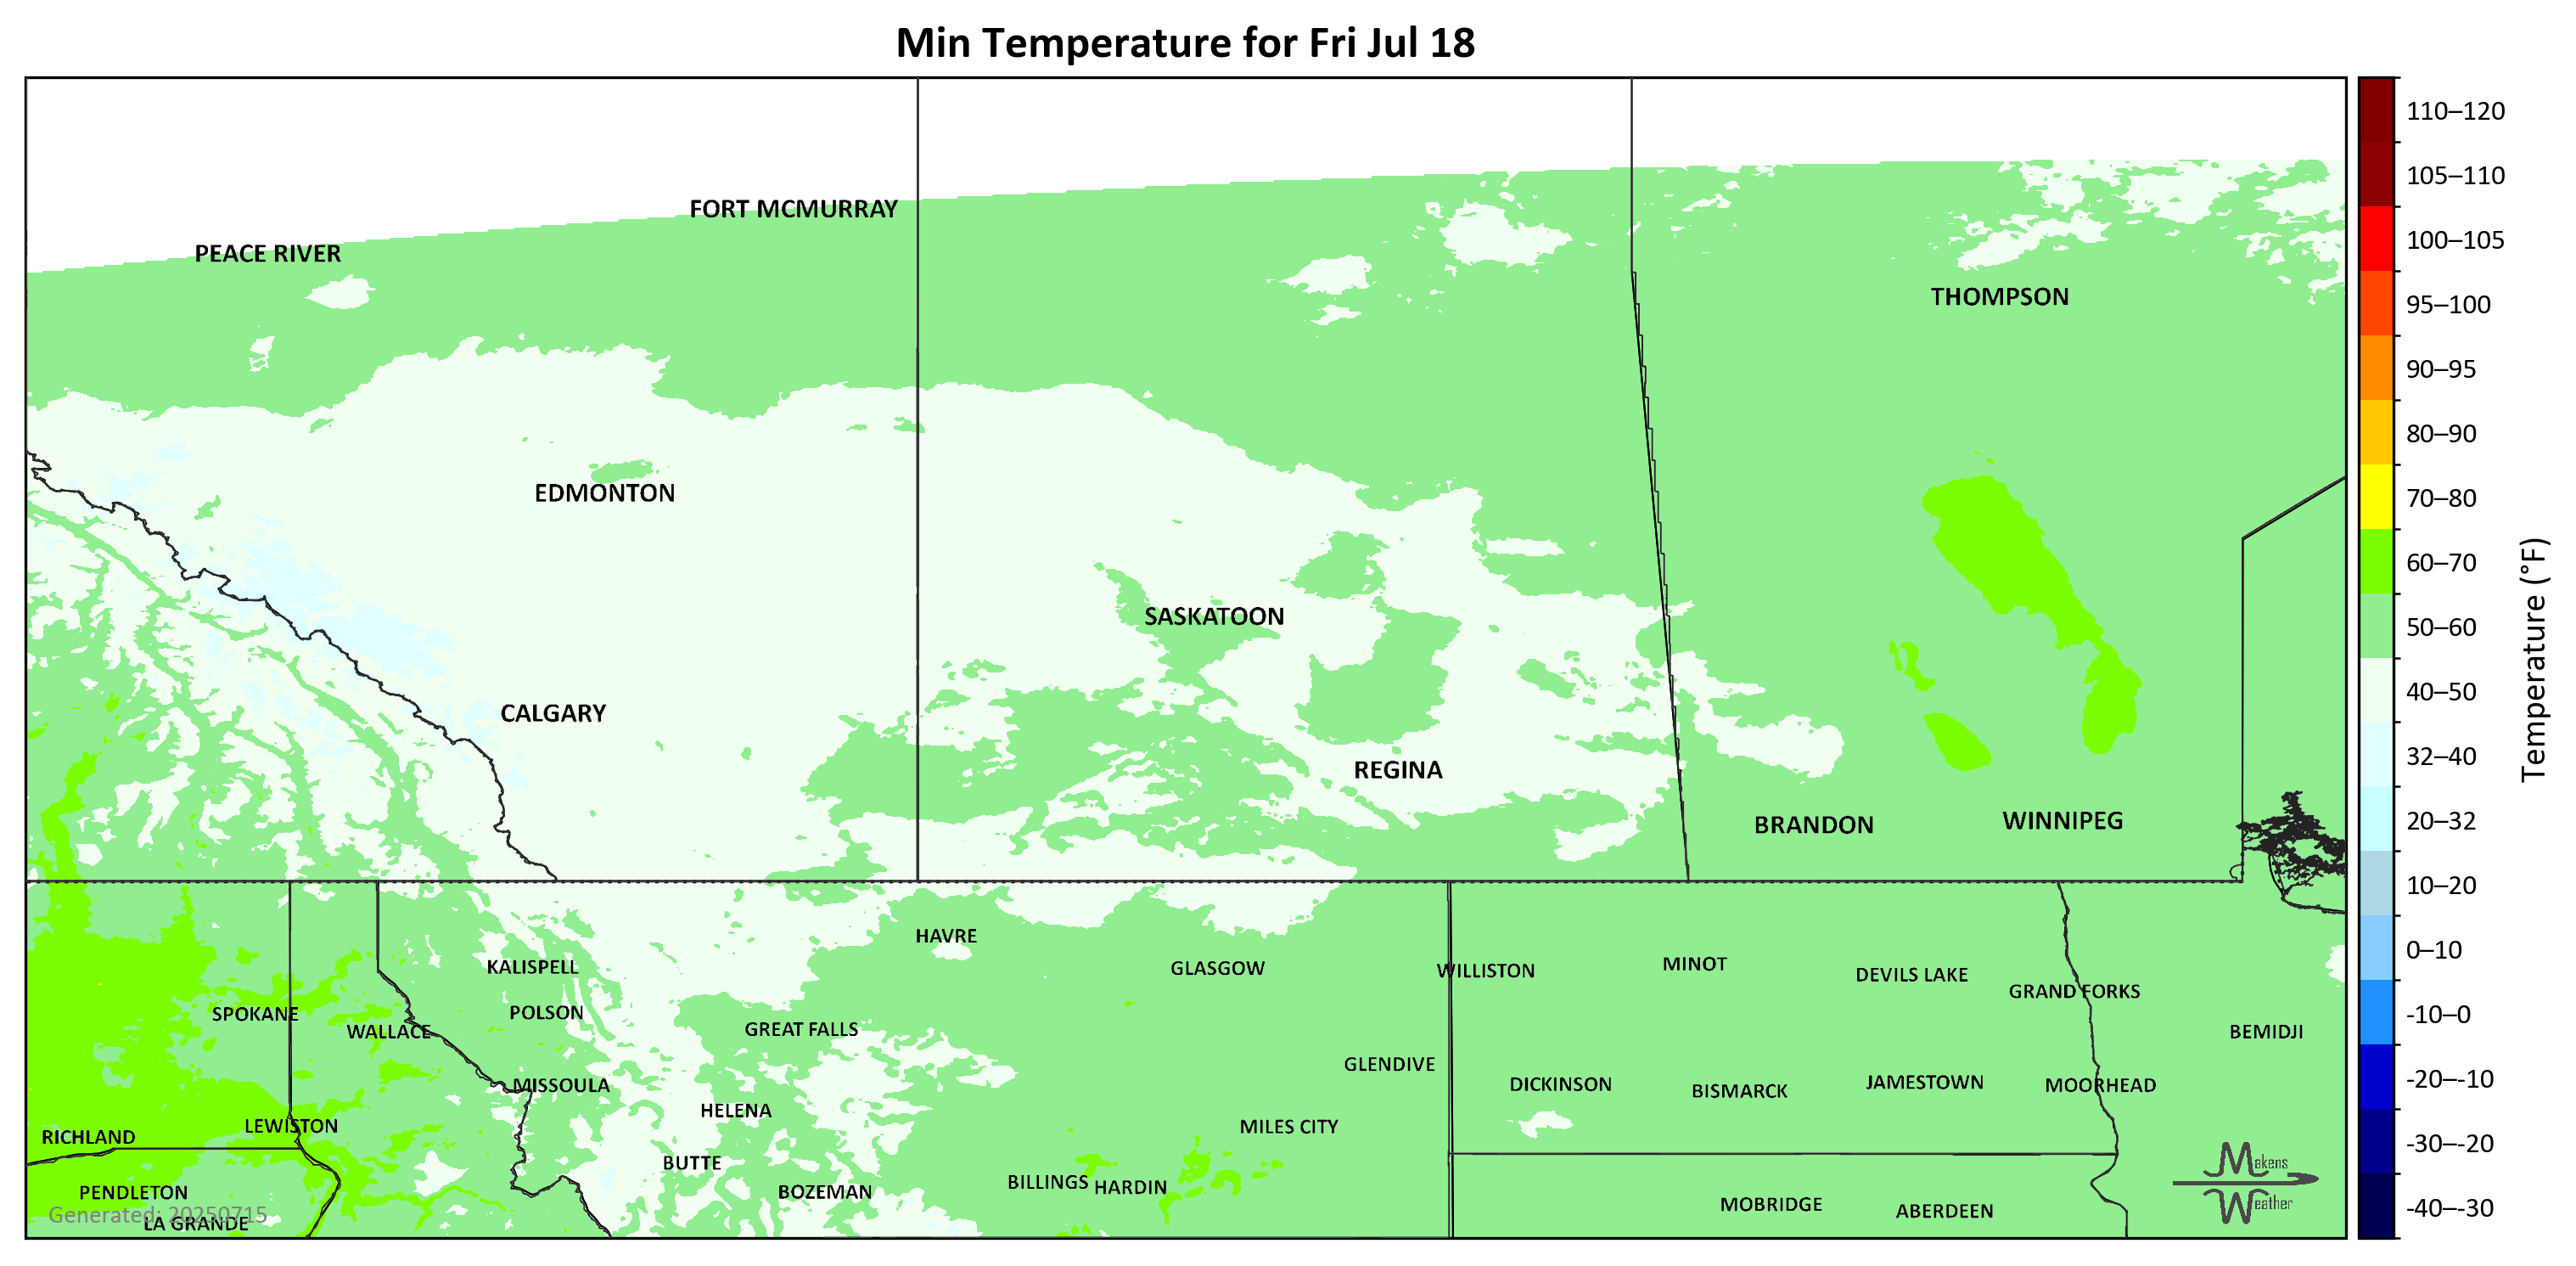 Min Temperature for Fri Jul 18
FORT MCMURRAY
PEACE RIVER
THOMPSON
EDMONTON
SASKATOON
CALGARY
REGINA
BRANDON
WINNIPEG
HAVRE
KALISPELL
GLASGOW
WILLISTON
MINOT
DEVILS LAKE
GRAND FORKS
SPOKANE
POLSON
WALLACE
GREAT FALLS
BEMIDJI
GLENDIVE
MISSOULA
DICKINSON
BISMARCK
JAMESTOWN
MOORHEAD
HELENA
LEWISTON
MILES CITY
RICHLAND
BUTTE
BILLINGS
HARDIN
PENDLETON
BOZEMAN
MOBRIDGE
ABERDEEN
Generated: 20250715
LA GRANDE
Makens
Weather
110–120
105–110
100–105
95–100
90–95
80–90
70–80
60–70
50–60
40–50
32–40
20–32
10–20
0–10
-10–0
-20–-10
-30–-20
-40–-30
Temperature (°F)